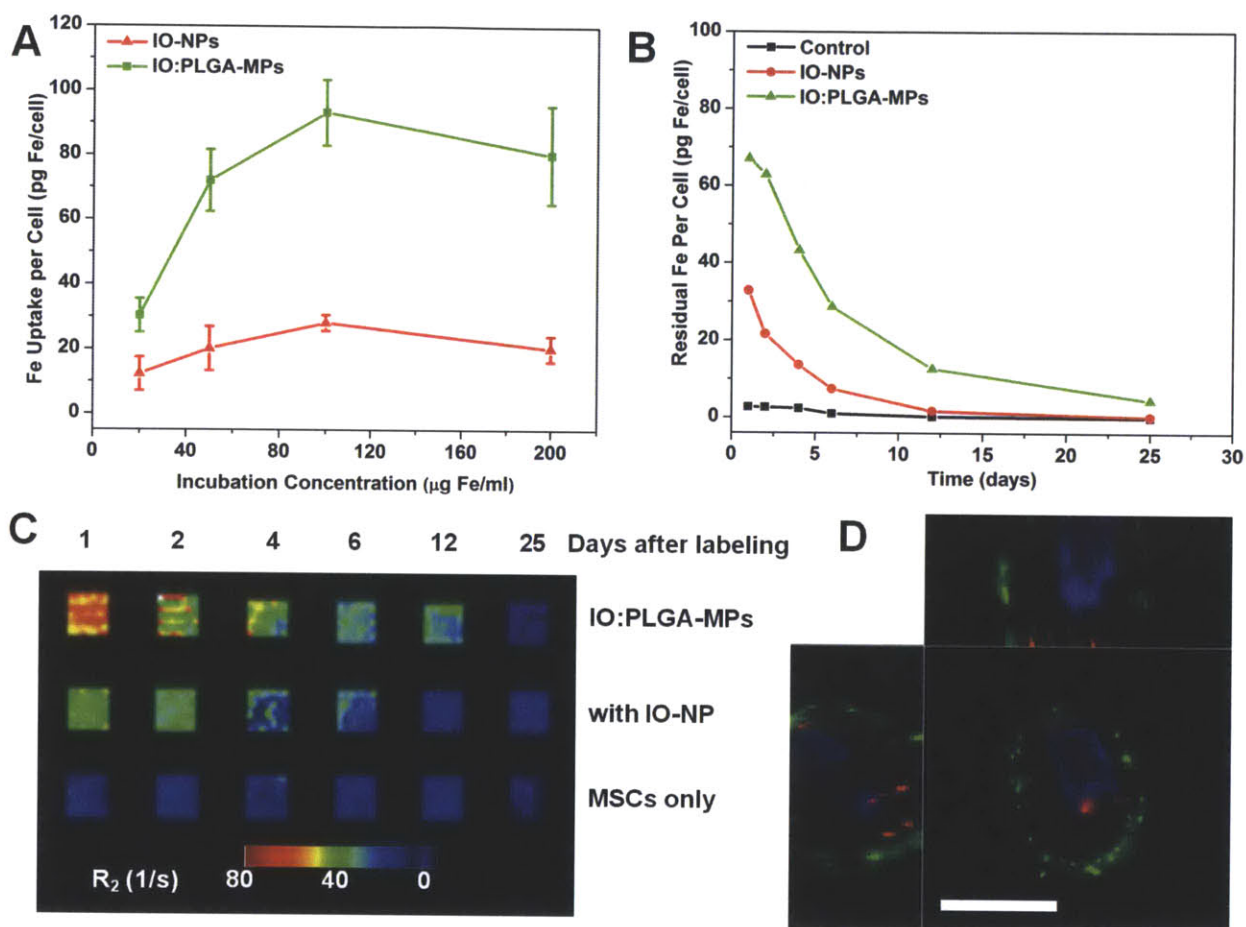 A
IO-NPs
IO:PLGA-MPs
Fe Uptake per Cell (pg Fe/cell)
120
100
80
60
40
20
0
0 40 80 120 160 200
Incubation Concentration (μg Fe/ml)
B
Control
IO-NPs
IO:PLGA-MPs
Residual Fe Per Cell (pg Fe/cell)
100
80
60
40
20
0
0 5 10 15 20 25 30
Time (days)
C
1 2 4 6 12 25 Days after labeling
IO:PLGA-MPs
with IO-NP
MSCs only
R₂ (1/s) 80 40 0
D